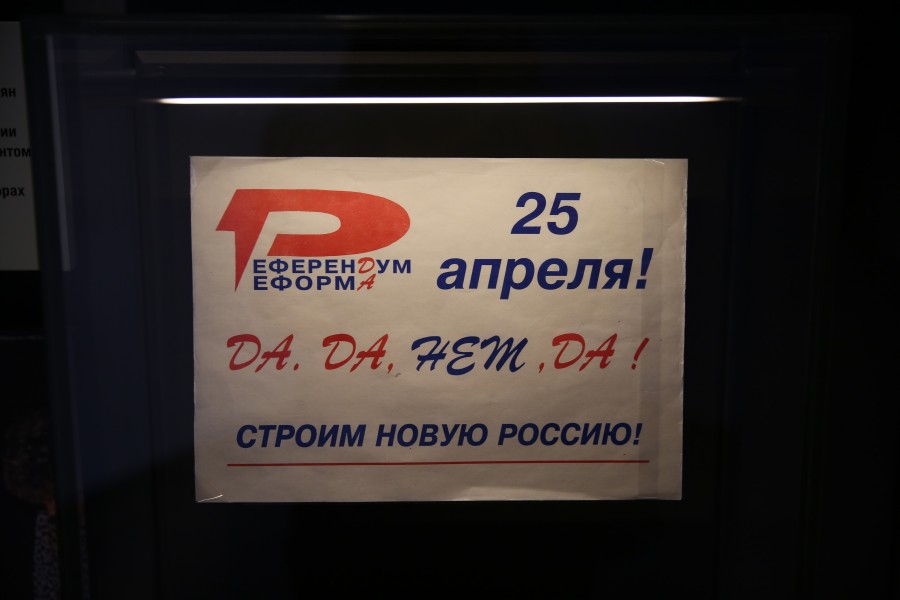 РЕФЕРЕНДУМ
РЕФОРМА
25
апреля!
ДА. ДА, НЕТ, ДА!
СТРОИМ НОВУЮ РОССИЮ!